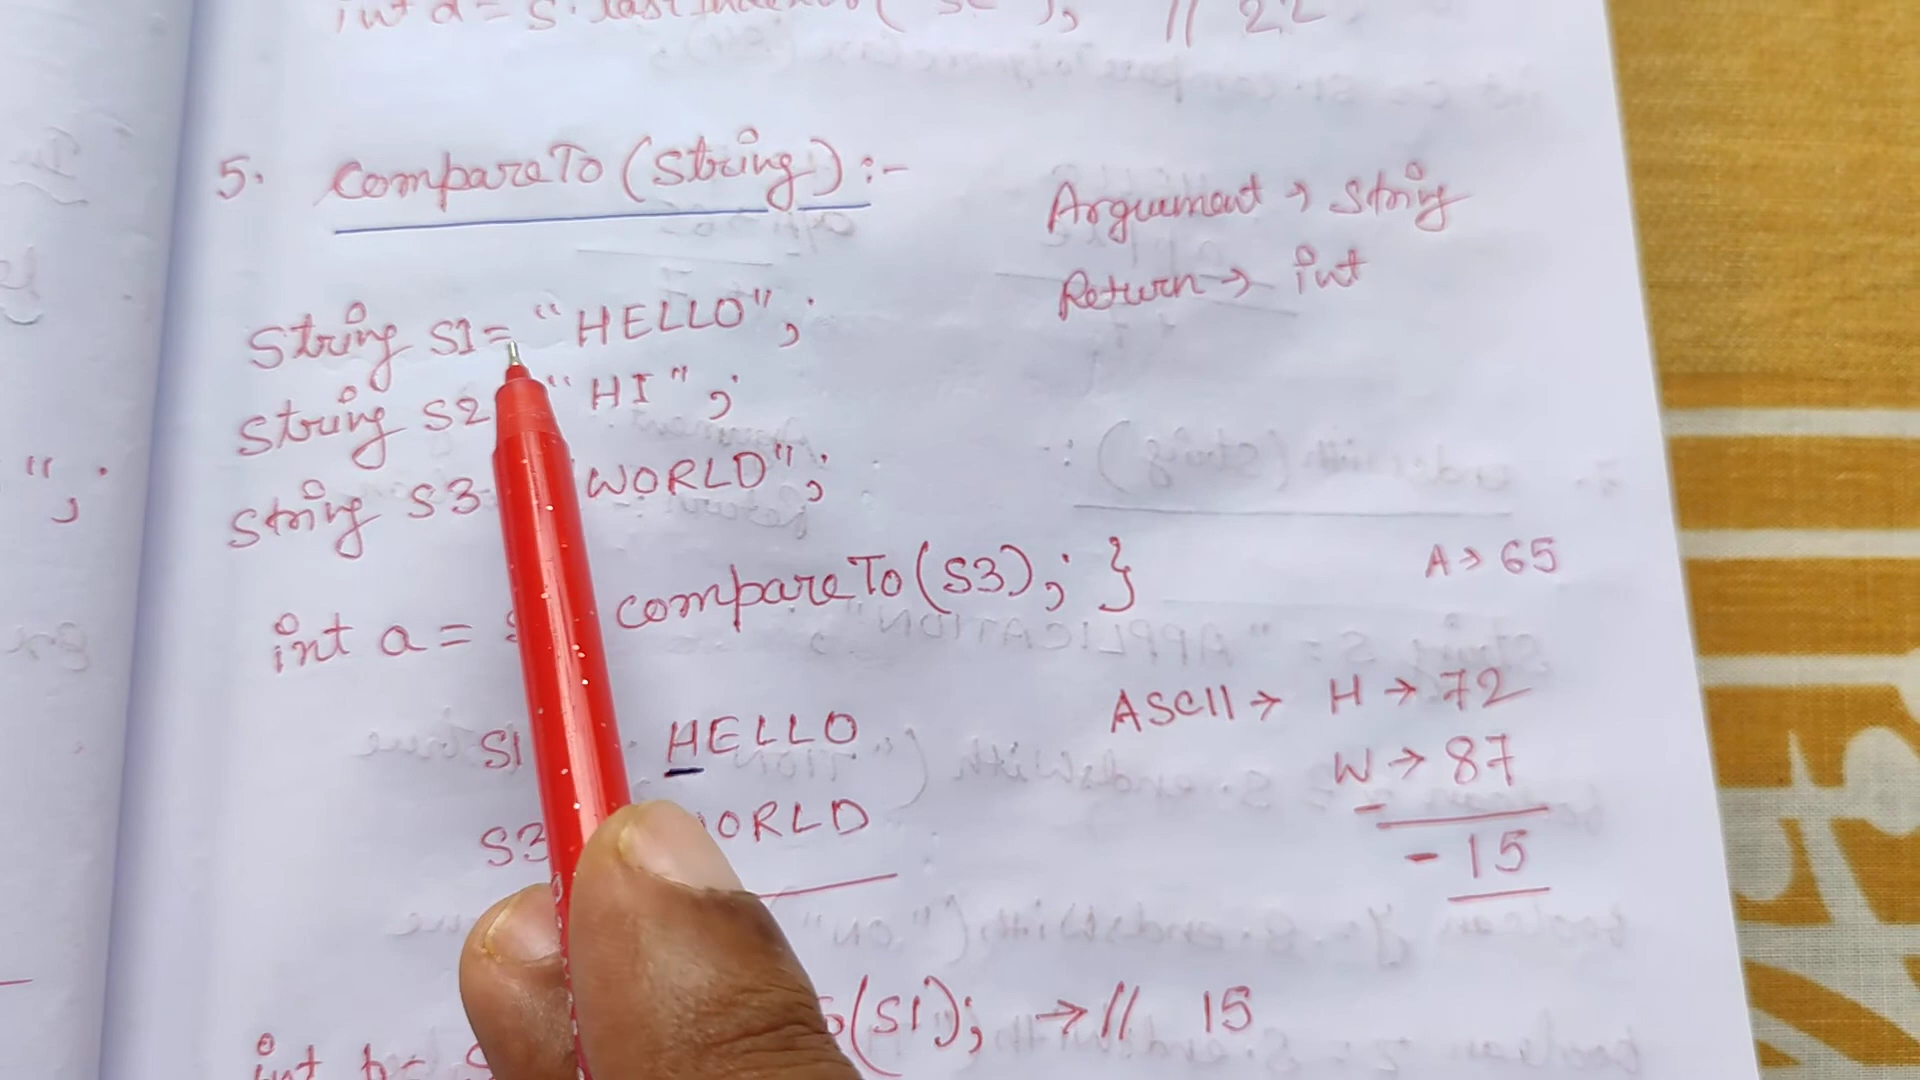 5. compareTo (String) :-
Argument → String
Return → int
String S1 = "HELLO";
String S2 "HI";
String S3 "WORLD";
int a = compareTo(S3); }
A → 65
ASCII → H → 72
W → 87
- 15
S1 HELLO
S3 ORLD
int b = (S1); → // 15